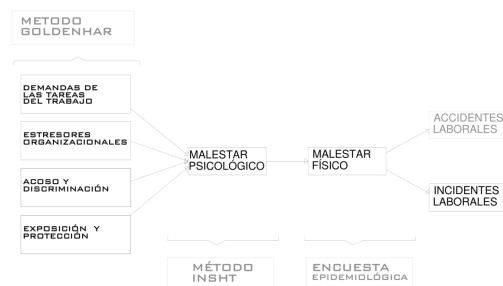 METODO
GOLDENHAR
DEMANDAS DE
LAS TAREAS
DEL TRABAJO
ESTRESORES
ORGANIZACIONALES
ACOSO Y
DISCRIMINACIÓN
EXPOSICIÓN Y
PROTECCIÓN
MALESTAR
PSICOLÓGICO
MALESTAR
FÍSICO
ACCIDENTES
LABORALES
INCIDENTES
LABORALES
MÉTODO
INSHT
ENCUESTA
EPIDEMIOLÓGICA